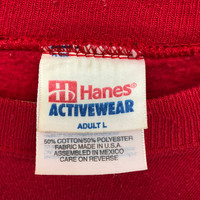 Hanes®
ACTIVEWEAR
ADULT L
50% COTTON/50% POLYESTER
FABRIC MADE IN U.S.A.
ASSEMBLED IN MEXICO
CARE ON REVERSE